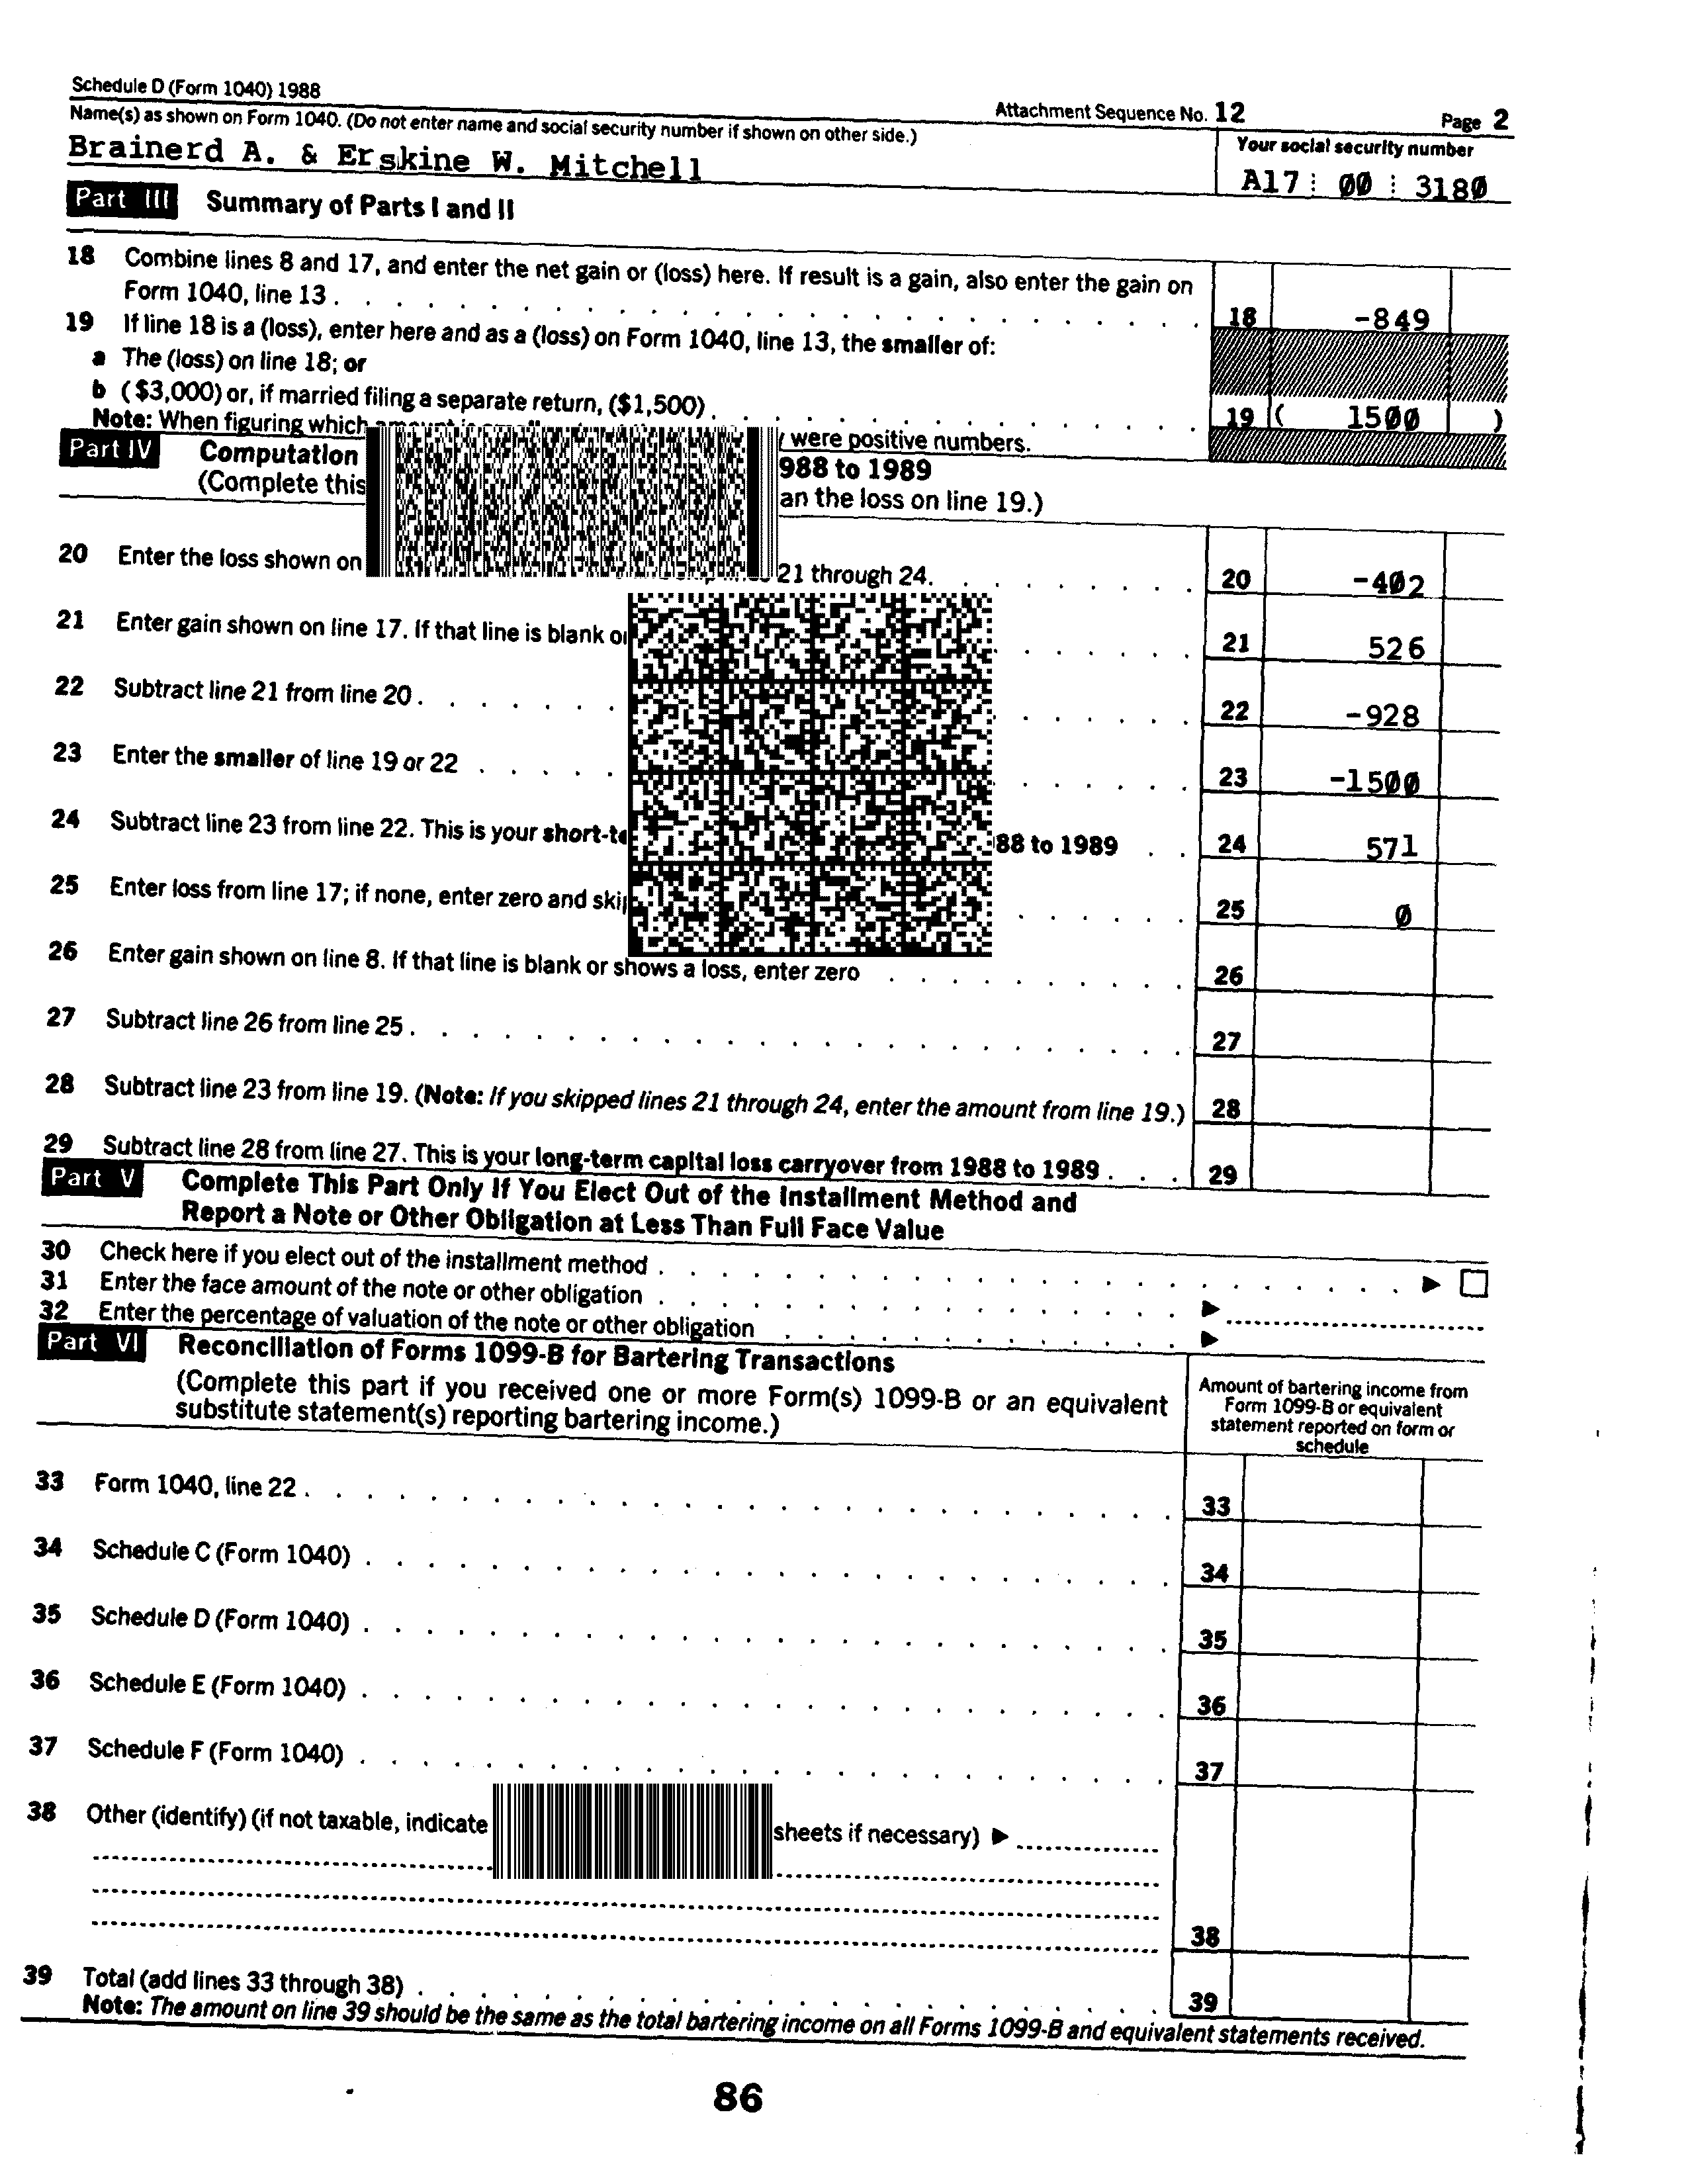 Schedule D (Form 1040) 1988
Attachment Sequence No. 12
Page 2
Name(s) as shown on Form 1040. (Do not enter name and social security number if shown on other side.)
Your social security number
Brainerd A. & Erskine W. Mitchell
A17 00 3180
Part III Summary of Parts I and II
18 Combine lines 8 and 17, and enter the net gain or (loss) here. If result is a gain, also enter the gain on
Form 1040, line 13 . . . 18 -849
19 If line 18 is a (loss), enter here and as a (loss) on Form 1040, line 13, the smaller of:
a The (loss) on line 18; or
b ($3,000) or, if married filing a separate return, ($1,500) . . . 19 ( 1500 )
Note: When figuring which were positive numbers.
Part IV Computation 988 to 1989
(Complete this an the loss on line 19.)
20 Enter the loss shown on 21 through 24. . . . 20 -402
21 Enter gain shown on line 17. If that line is blank . . . 21 526
22 Subtract line 21 from line 20 . . . 22 -928
23 Enter the smaller of line 19 or 22 . . . 23 -1500
24 Subtract line 23 from line 22. This is your short-t 88 to 1989 . . 24 571
25 Enter loss from line 17; if none, enter zero and . . . 25 0
26 Enter gain shown on line 8. If that line is blank or shows a loss, enter zero . . . 26
27 Subtract line 26 from line 25 . . . 27
28 Subtract line 23 from line 19. (Note: If you skipped lines 21 through 24, enter the amount from line 19.) 28
29 Subtract line 28 from line 27. This is your long-term capital loss carryover from 1988 to 1989 . . . 29
Part V Complete This Part Only If You Elect Out of the Installment Method and
Report a Note or Other Obligation at Less Than Full Face Value
30 Check here if you elect out of the installment method . . . ▶ □
31 Enter the face amount of the note or other obligation . . . ▶
32 Enter the percentage of valuation of the note or other obligation . . . ▶
Part VI Reconciliation of Forms 1099-B for Bartering Transactions
(Complete this part if you received one or more Form(s) 1099-B or an equivalent
substitute statement(s) reporting bartering income.)
Amount of bartering income from
Form 1099-B or equivalent
statement reported on form or
schedule
33 Form 1040, line 22 . . . 33
34 Schedule C (Form 1040) . . . 34
35 Schedule D (Form 1040) . . . 35
36 Schedule E (Form 1040) . . . 36
37 Schedule F (Form 1040) . . . 37
38 Other (identify) (if not taxable, indicate sheets if necessary) ▶
38
39 Total (add lines 33 through 38) . . . 39
Note: The amount on line 39 should be the same as the total bartering income on all Forms 1099-B and equivalent statements received.
86